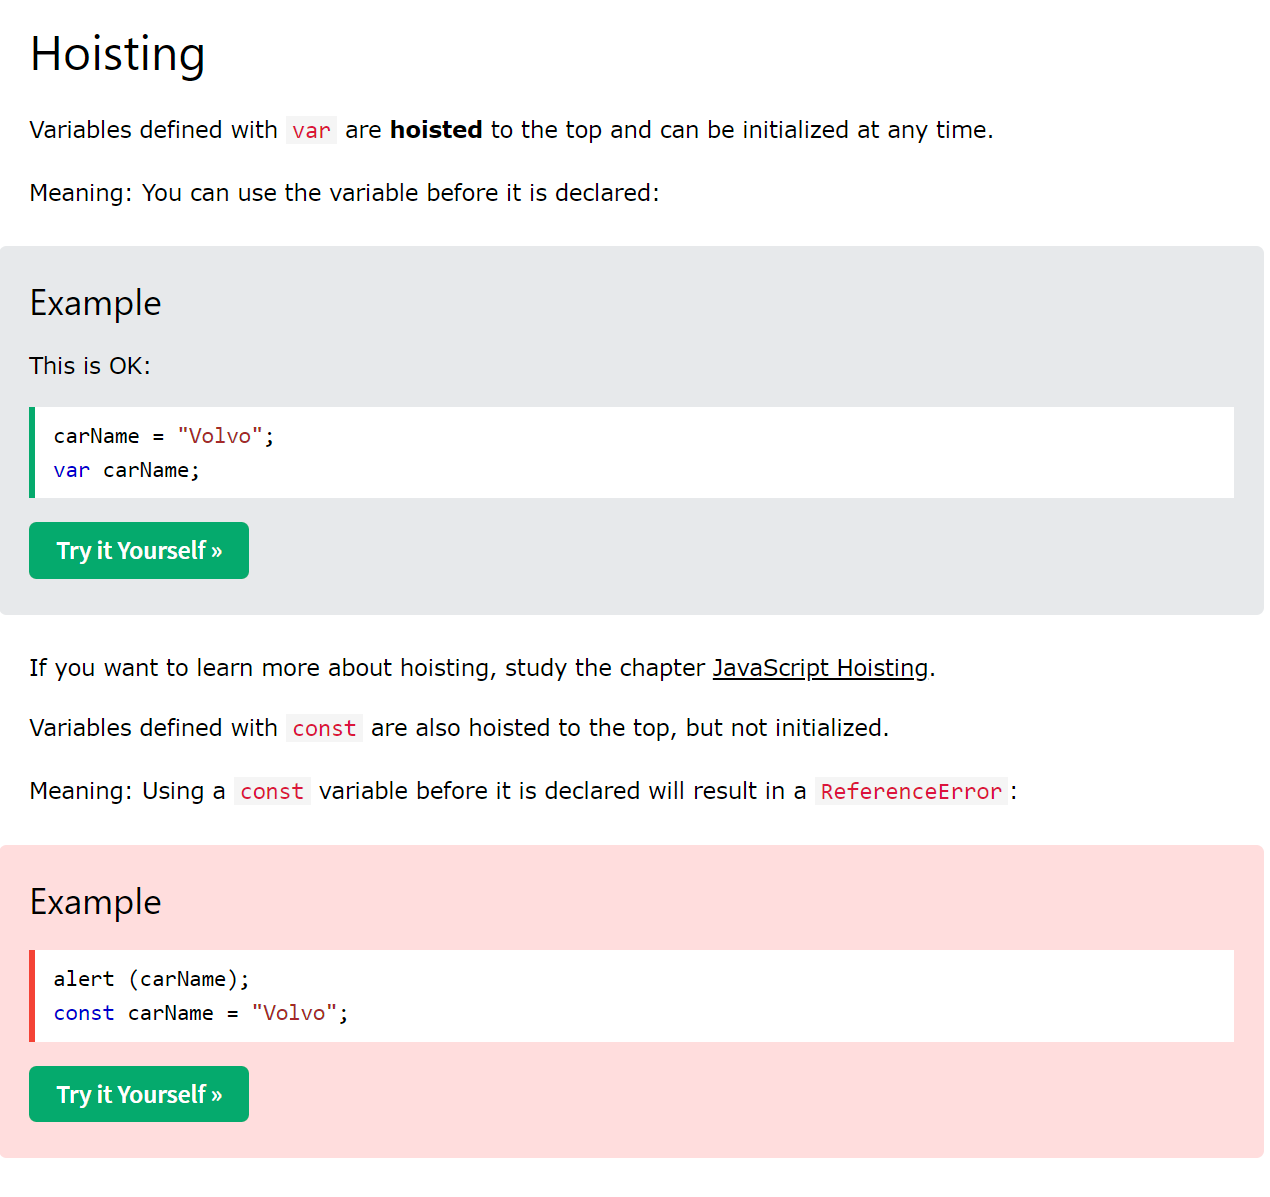 Hoisting
Variables defined with var are hoisted to the top and can be initialized at any time.
Meaning: You can use the variable before it is declared:
Example
This is OK:
carName = "Volvo";
var carName;
Try it Yourself »
If you want to learn more about hoisting, study the chapter JavaScript Hoisting.
Variables defined with const are also hoisted to the top, but not initialized.
Meaning: Using a const variable before it is declared will result in a ReferenceError:
Example
alert (carName);
const carName = "Volvo";
Try it Yourself »